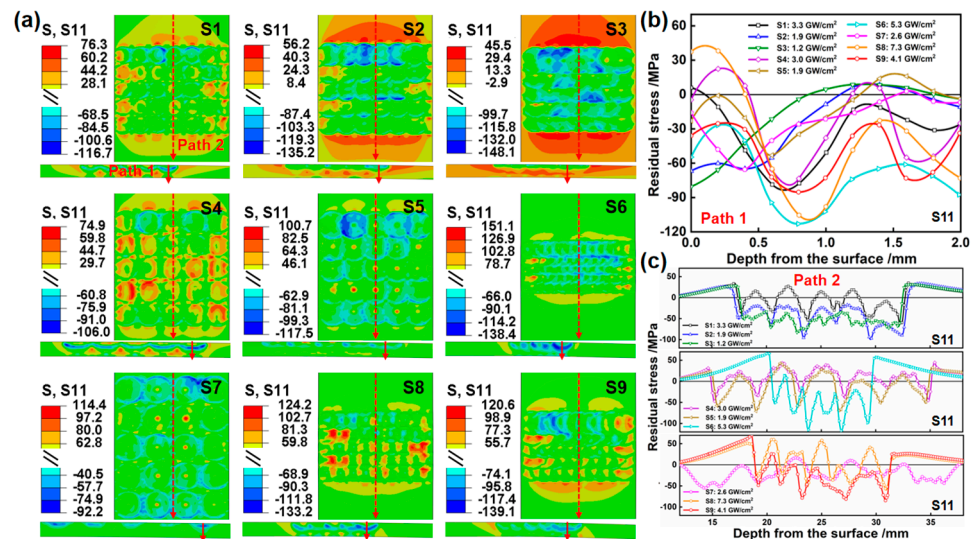 (a)
S, S11
76.3
60.2
44.2
28.1
-68.5
-84.5
-100.6
-116.7
S1
Path 2
Path 1
S, S11
56.2
40.3
24.3
8.4
-87.4
-103.3
-119.3
-135.2
S2
S, S11
45.5
29.4
13.3
-2.9
-99.7
-115.8
-132.0
-148.1
S3
S, S11
74.9
59.8
44.7
29.7
-60.8
-75.9
-91.0
-106.0
S4
S, S11
100.7
82.5
64.3
46.1
-62.9
-81.1
-99.3
-117.5
S5
S, S11
151.1
126.9
102.8
78.7
-66.0
-90.1
-114.2
-138.4
S6
S, S11
114.4
97.2
80.0
62.8
-40.5
-57.7
-74.9
-92.2
S7
S, S11
124.2
102.7
81.3
59.8
-68.9
-90.3
-111.8
-133.2
S8
S, S11
120.6
98.9
77.3
55.7
-74.1
-95.8
-117.4
-139.1
S9
(b)
Residual stress /MPa
60
30
0
-30
-60
-90
-120
S1: 3.3 GW/cm²
S2: 1.9 GW/cm²
S3: 1.2 GW/cm²
S4: 3.0 GW/cm²
S5: 1.9 GW/cm²
S6: 5.3 GW/cm²
S7: 2.6 GW/cm²
S8: 7.3 GW/cm²
S9: 4.1 GW/cm²
Path 1
S11
0.0 0.5 1.0 1.5 2.0
Depth from the surface /mm
(c)
Path 2
Residual stress /MPa
50
0
-50
-100
S1: 3.3 GW/cm²
S2: 1.9 GW/cm²
S3: 1.2 GW/cm²
S11
50
0
-50
-100
S4: 3.0 GW/cm²
S5: 1.9 GW/cm²
S6: 5.3 GW/cm²
S11
50
0
-50
-100
S7: 2.6 GW/cm²
S8: 7.3 GW/cm²
S9: 4.1 GW/cm²
S11
15 20 25 30 35
Depth from the surface /mm